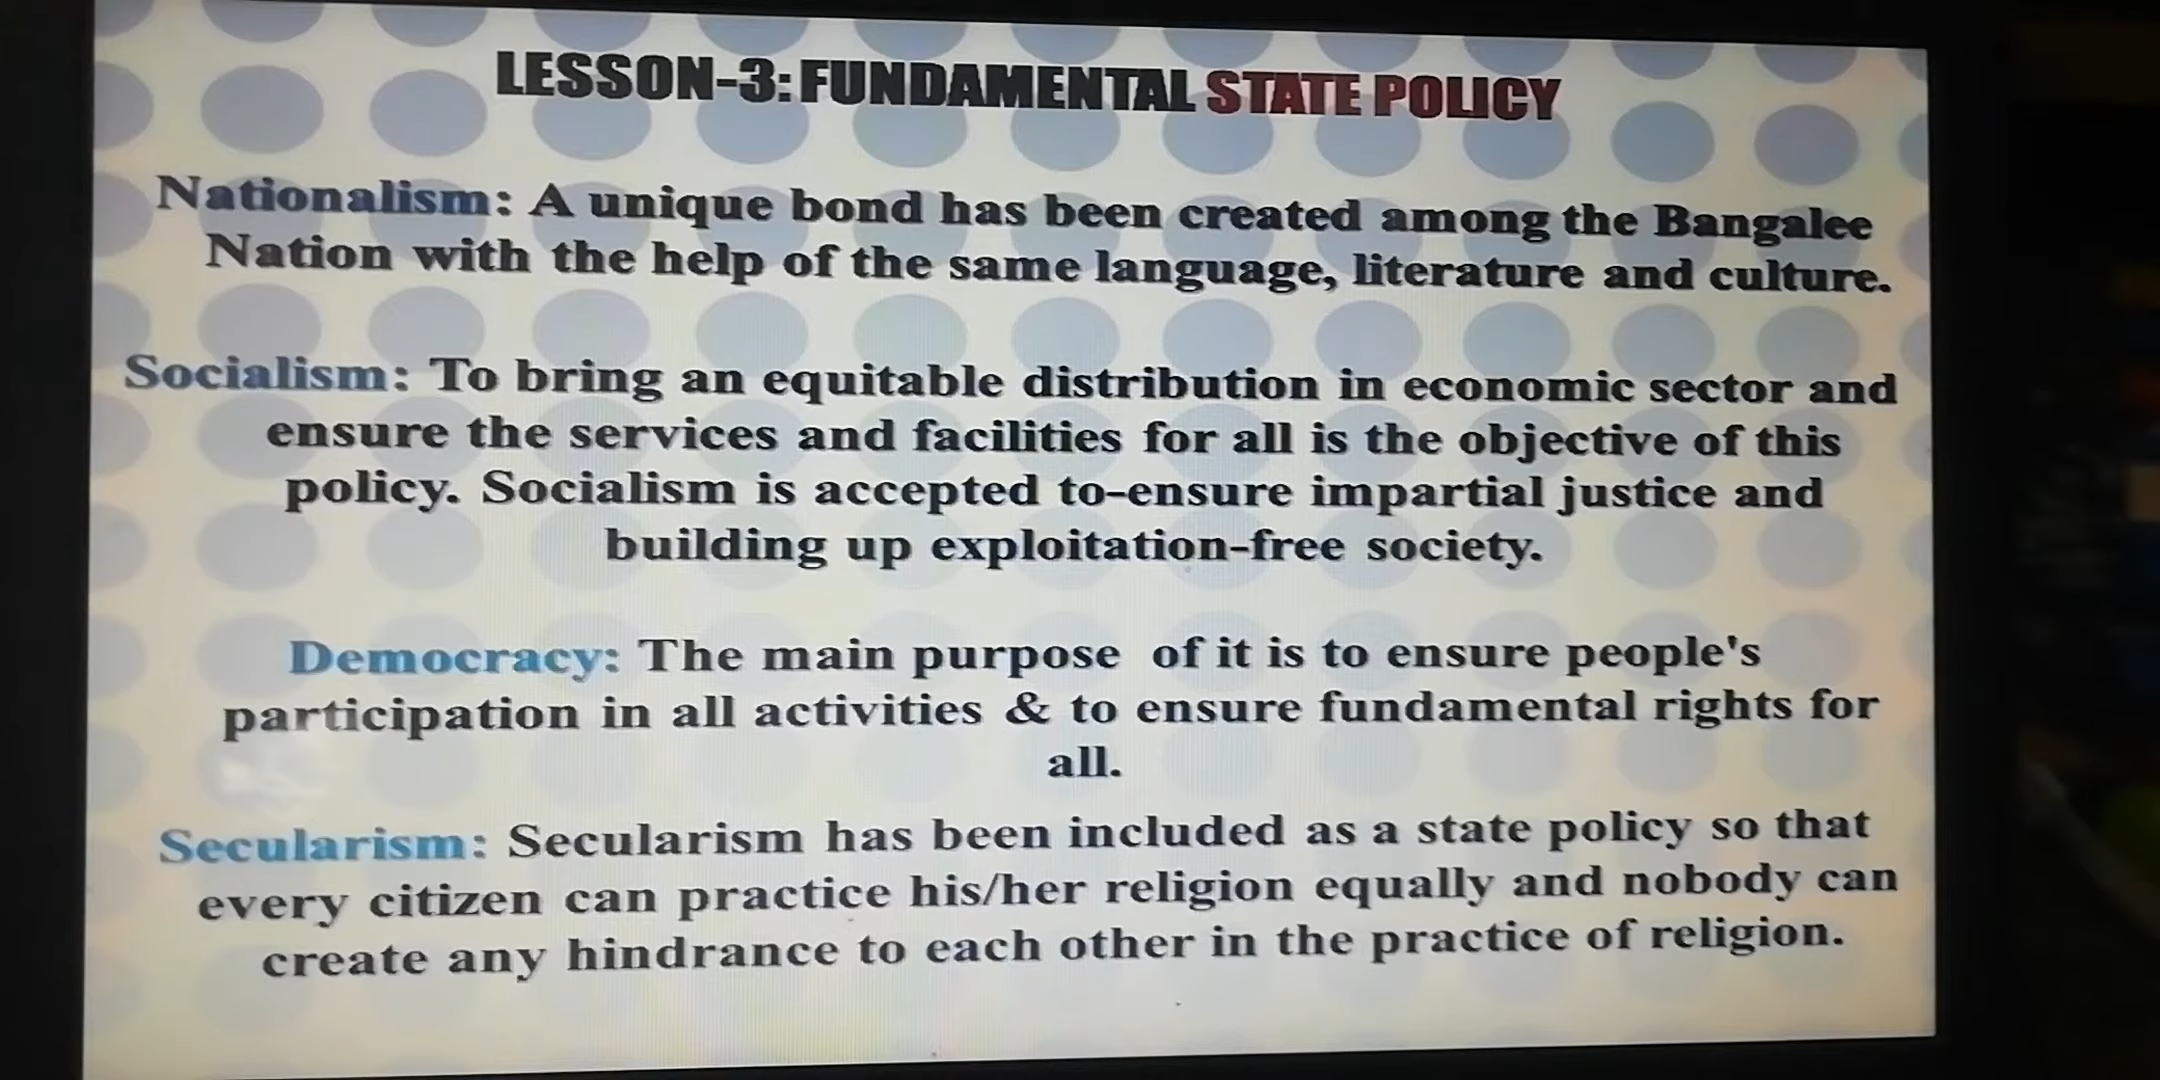 LESSON-3: FUNDAMENTAL STATE POLICY
Nationalism: A unique bond has been created among the Bangalee
Nation with the help of the same language, literature and culture.
Socialism: To bring an equitable distribution in economic sector and
ensure the services and facilities for all is the objective of this
policy. Socialism is accepted to-ensure impartial justice and
building up exploitation-free society.
Democracy: The main purpose of it is to ensure people's
participation in all activities & to ensure fundamental rights for
all.
Secularism: Secularism has been included as a state policy so that
every citizen can practice his/her religion equally and nobody can
create any hindrance to each other in the practice of religion.